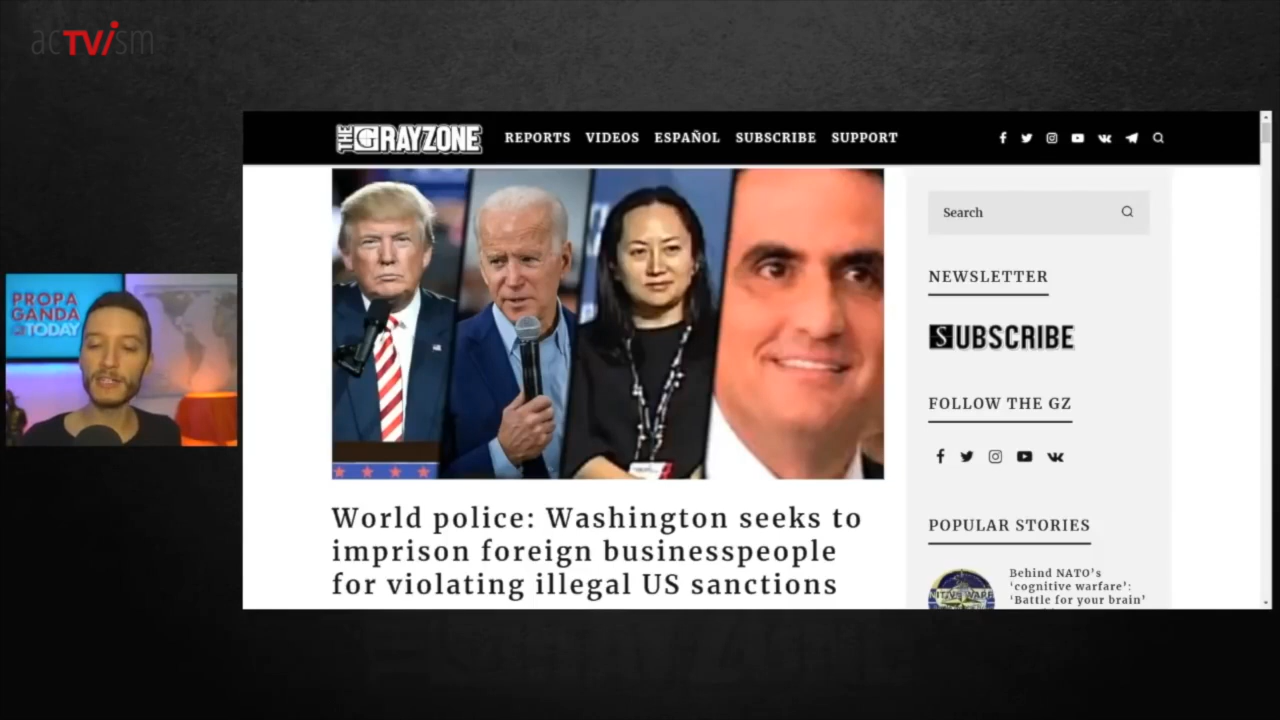 acTVism
THE GRAYZONE
REPORTS VIDEOS ESPAÑOL SUBSCRIBE SUPPORT
Search
NEWSLETTER
SUBSCRIBE
FOLLOW THE GZ
POPULAR STORIES
Behind NATO’s
‘cognitive warfare’:
‘Battle for your brain’
PROPA
GANDA
TODAY
World police: Washington seeks to
imprison foreign businesspeople
for violating illegal US sanctions